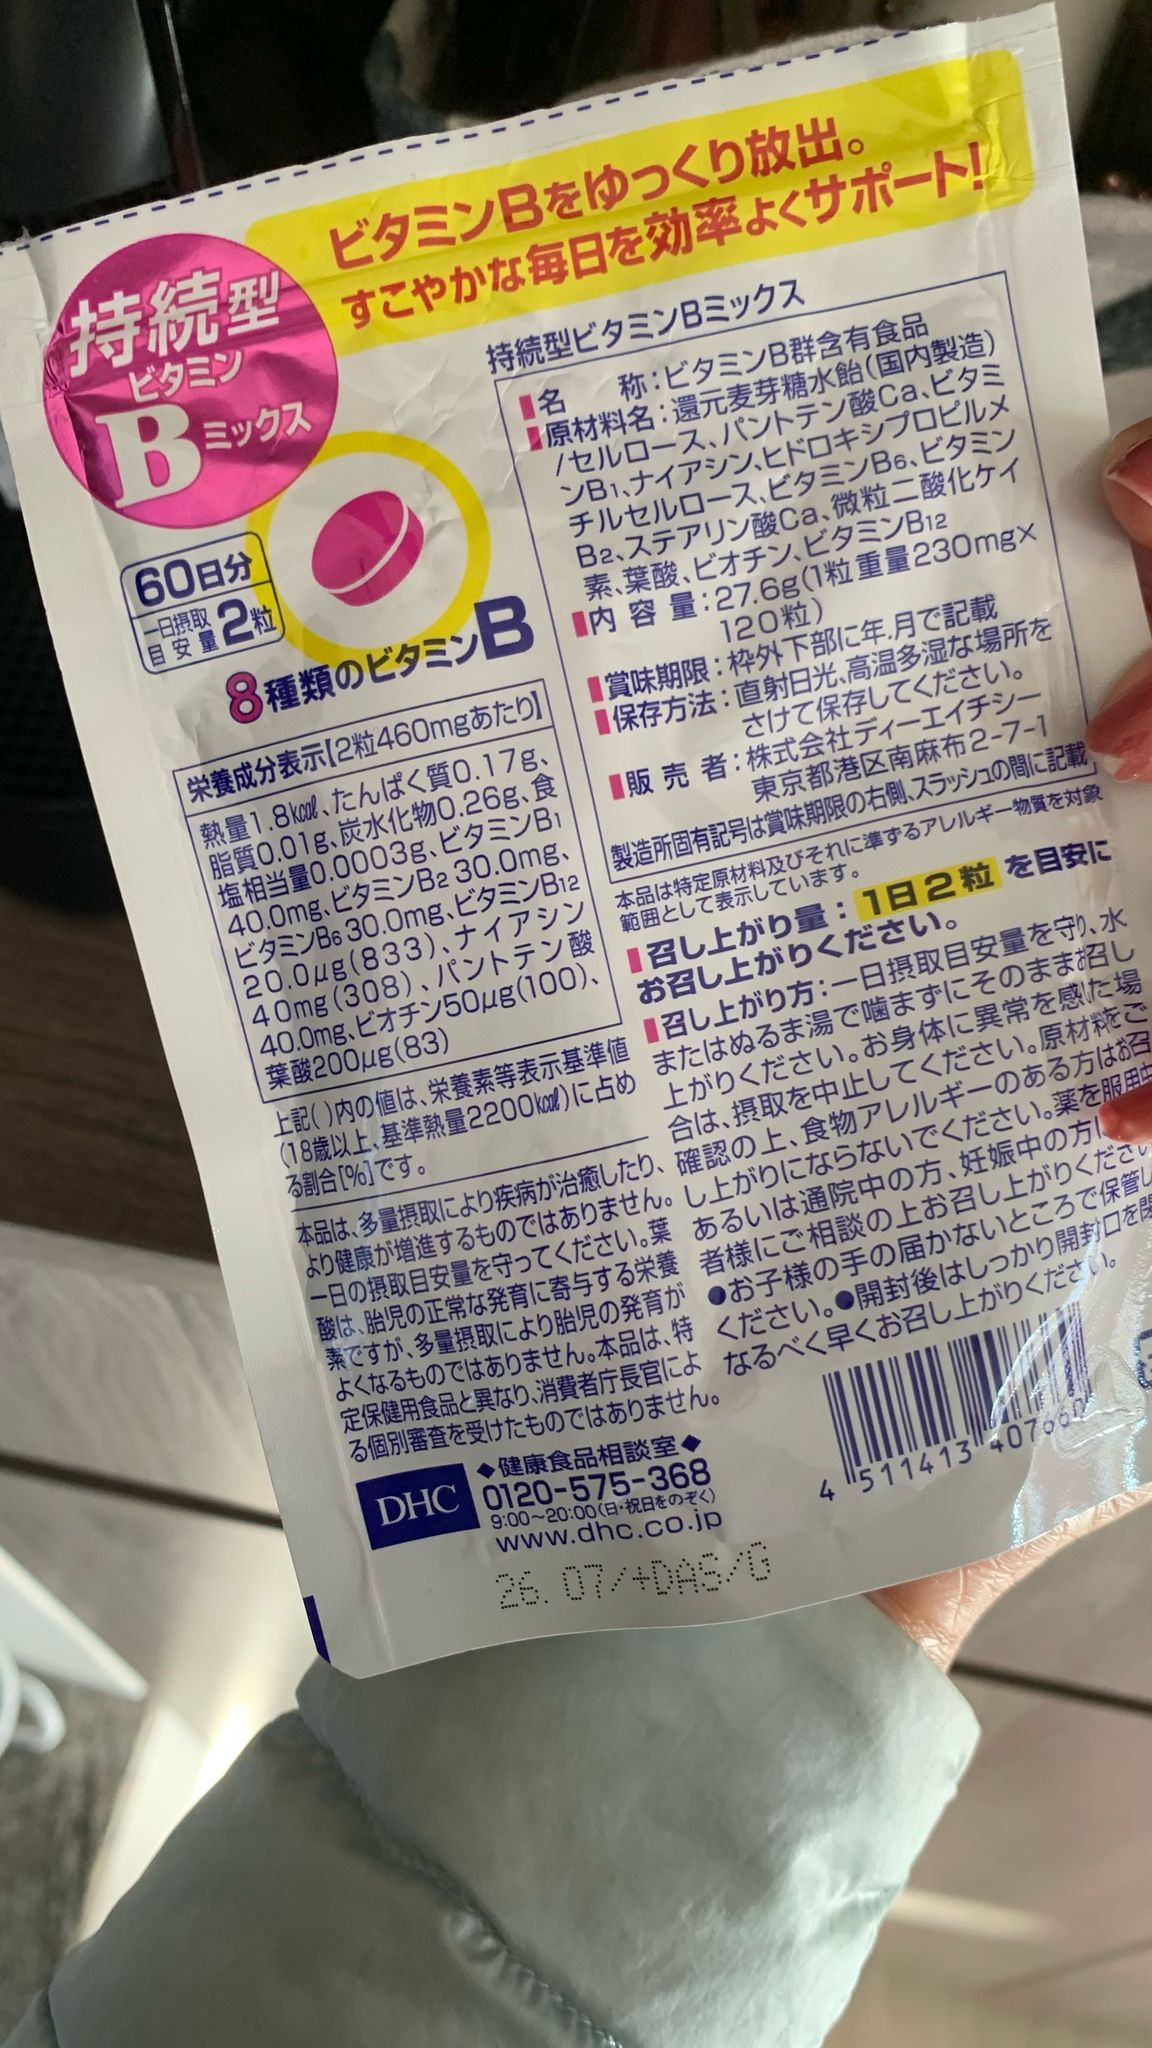 ビタミンBをゆっくり放出。
すこやかな毎日を効率よくサポート!
持続型
ビタミン
Bミックス
60日分
一日摂取
目安量 2粒
8種類のビタミンB
栄養成分表示【2粒460mgあたり】
熱量1.8kcal、たんぱく質0.17g、
脂質0.01g、炭水化物0.26g、食
塩相当量0.0003g、ビタミンB1
40.0mg、ビタミンB2 30.0mg、
ビタミンB6 30.0mg、ビタミンB12
20.0μg(833)、ナイアシン
40mg(308)、パントテン酸
40.0mg、ビオチン50μg(100)、
葉酸200μg(83)
上記( )内の値は、栄養素等表示基準値
(18歳以上、基準熱量2200kcal)に占め
る割合[%]です。
本品は、多量摂取により疾病が治癒したり、
より健康が増進するものではありません。
一日の摂取目安量を守ってください。葉
酸は、胎児の正常な発育に寄与する栄養
素ですが、多量摂取により胎児の発育が
よくなるものではありません。本品は、特
定保健用食品と異なり、消費者庁長官によ
る個別審査を受けたものではありません。
DHC
◆健康食品相談室◆
0120-575-368
9:00~20:00(日・祝日をのぞく)
www.dhc.co.jp
26.07/+DAS/G
持続型ビタミンBミックス
名称:ビタミンB群含有食品
原材料名:還元麦芽糖水飴(国内製造)
/セルロース、パントテン酸Ca、ビタミ
ンB1、ナイアシン、ヒドロキシプロピルメ
チルセルロース、ビタミンB6、ビタミン
B2、ステアリン酸Ca、微粒二酸化ケイ
素、葉酸、ビオチン、ビタミンB12
内容量:27.6g(1粒重量230mg×
120粒)
賞味期限:枠外下部に年.月で記載
保存方法:直射日光、高温多湿な場所を
さけて保存してください。
販売者:株式会社ディーエイチシー
東京都港区南麻布2-7-1
製造所固有記号は賞味期限の右側、スラッシュの間に記載
本品は特定原材料及びそれに準ずるアレルギー物質を対象
範囲として表示しています。
召し上がり量:1日2粒を目安に
お召し上がりください。
召し上がり方:一日摂取目安量を守り、水
またはぬるま湯で噛まずにそのままお召し
上がりください。お身体に異常を感じた場
合は、摂取を中止してください。原材料をご
確認の上、食物アレルギーのある方はお召
し上がりにならないでください。薬を服用中
あるいは通院中の方、妊娠中の方は
者様にご相談の上お召し上がりください
●お子様の手の届かないところで保管し
ください。●開封後はしっかり開封口を閉
なるべく早くお召し上がりください。
4 511413 40766